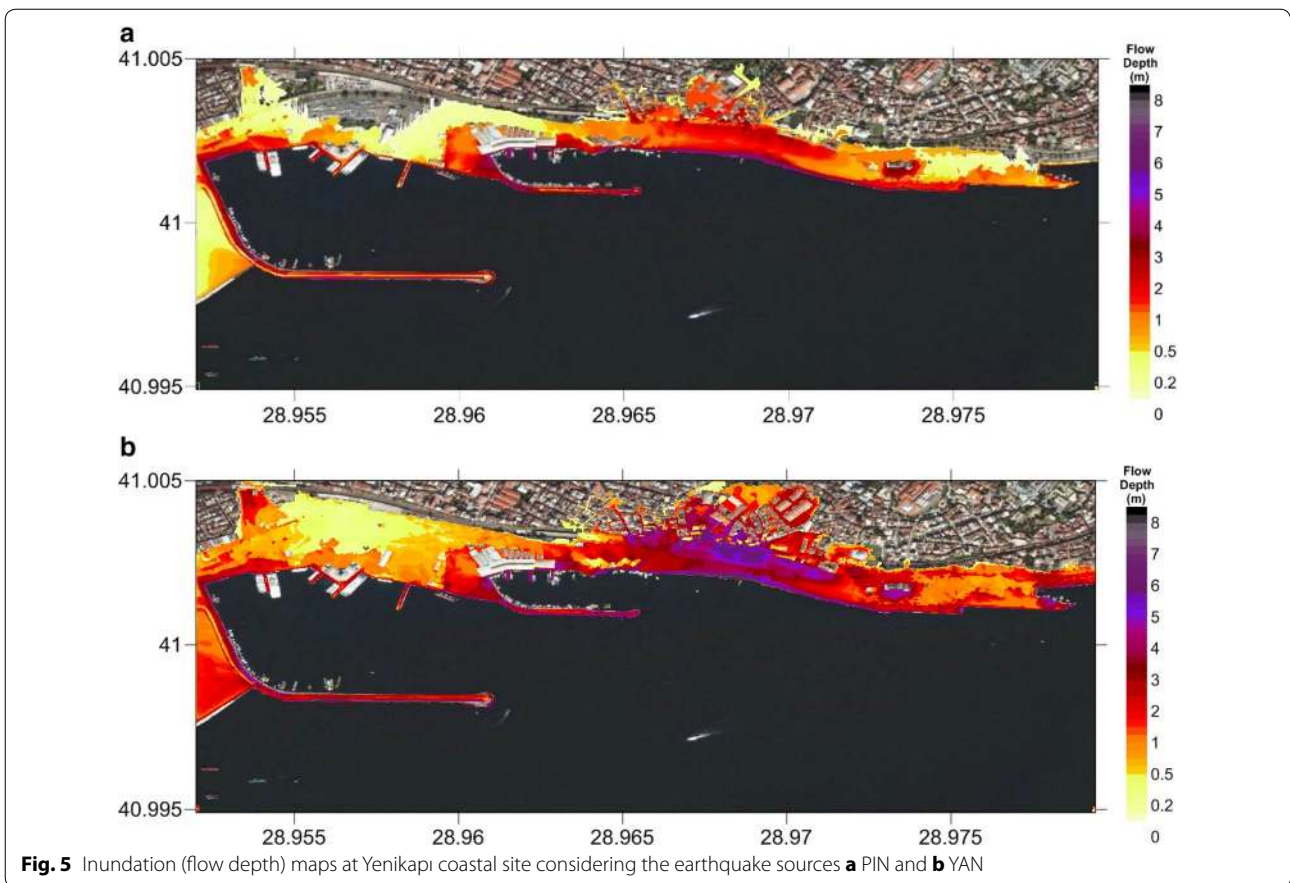 a
41.005
41
40.995
28.955 28.96 28.965 28.97 28.975
Flow
Depth
(m)
8
7
6
5
4
3
2
1
0.5
0.2
0
b
41.005
41
40.995
28.955 28.96 28.965 28.97 28.975
Flow
Depth
(m)
8
7
6
5
4
3
2
1
0.5
0.2
0
Fig. 5 Inundation (flow depth) maps at Yenikapı coastal site considering the earthquake sources a PIN and b YAN